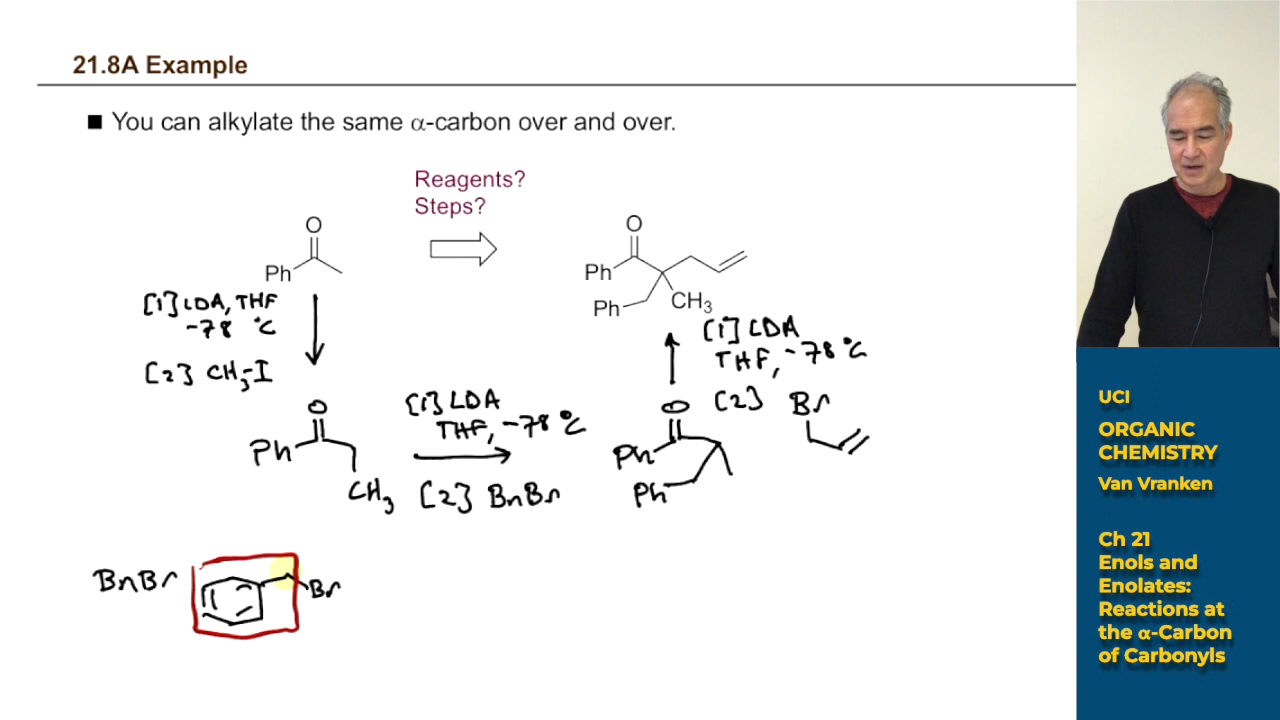 21.8A Example
■ You can alkylate the same α-carbon over and over.
Reagents?
Steps?
O
Ph
O
Ph
Ph
CH3
[1] LDA, THF
-78 °C
[2] CH3-I
[1] LDA
THF, -78 °C
[2] Br
O
Ph
CH3
[1] LDA
THF, -78 °C
[2] BnBr
O
Ph
Ph
BnBr
Br
UCI
ORGANIC
CHEMISTRY
Van Vranken
Ch 21
Enols and
Enolates:
Reactions at
the α-Carbon
of Carbonyls